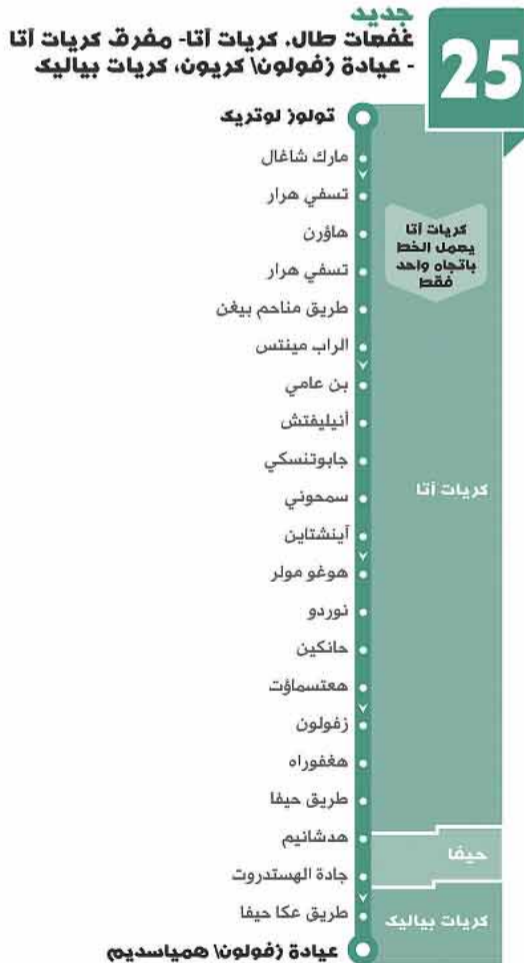 جديد
غفعات طال، كريات آتا- مفرق كريات آتا
- عيادة زفولون\ كريون، كريات بياليك
25
تولوز لوتريك
مارك شاغال
تسفي هرار
هاؤرن
تسفي هرار
طريق مناحم بيغن
الراب مينتس
بن عامي
أنيليفتش
جابوتنسكي
سمحوني
آينشتاين
هوغو مولر
نوردو
حانكين
هعتسماؤت
زفولون
هغفوراه
طريق حيفا
هدشانيم
جادة الهستدروت
طريق عكا حيفا
عيادة زفولون\ همياسديم
كريات آتا
يعمل الخط
باتجاه واحد
فقط
كريات آتا
حيفا
كريات بياليك